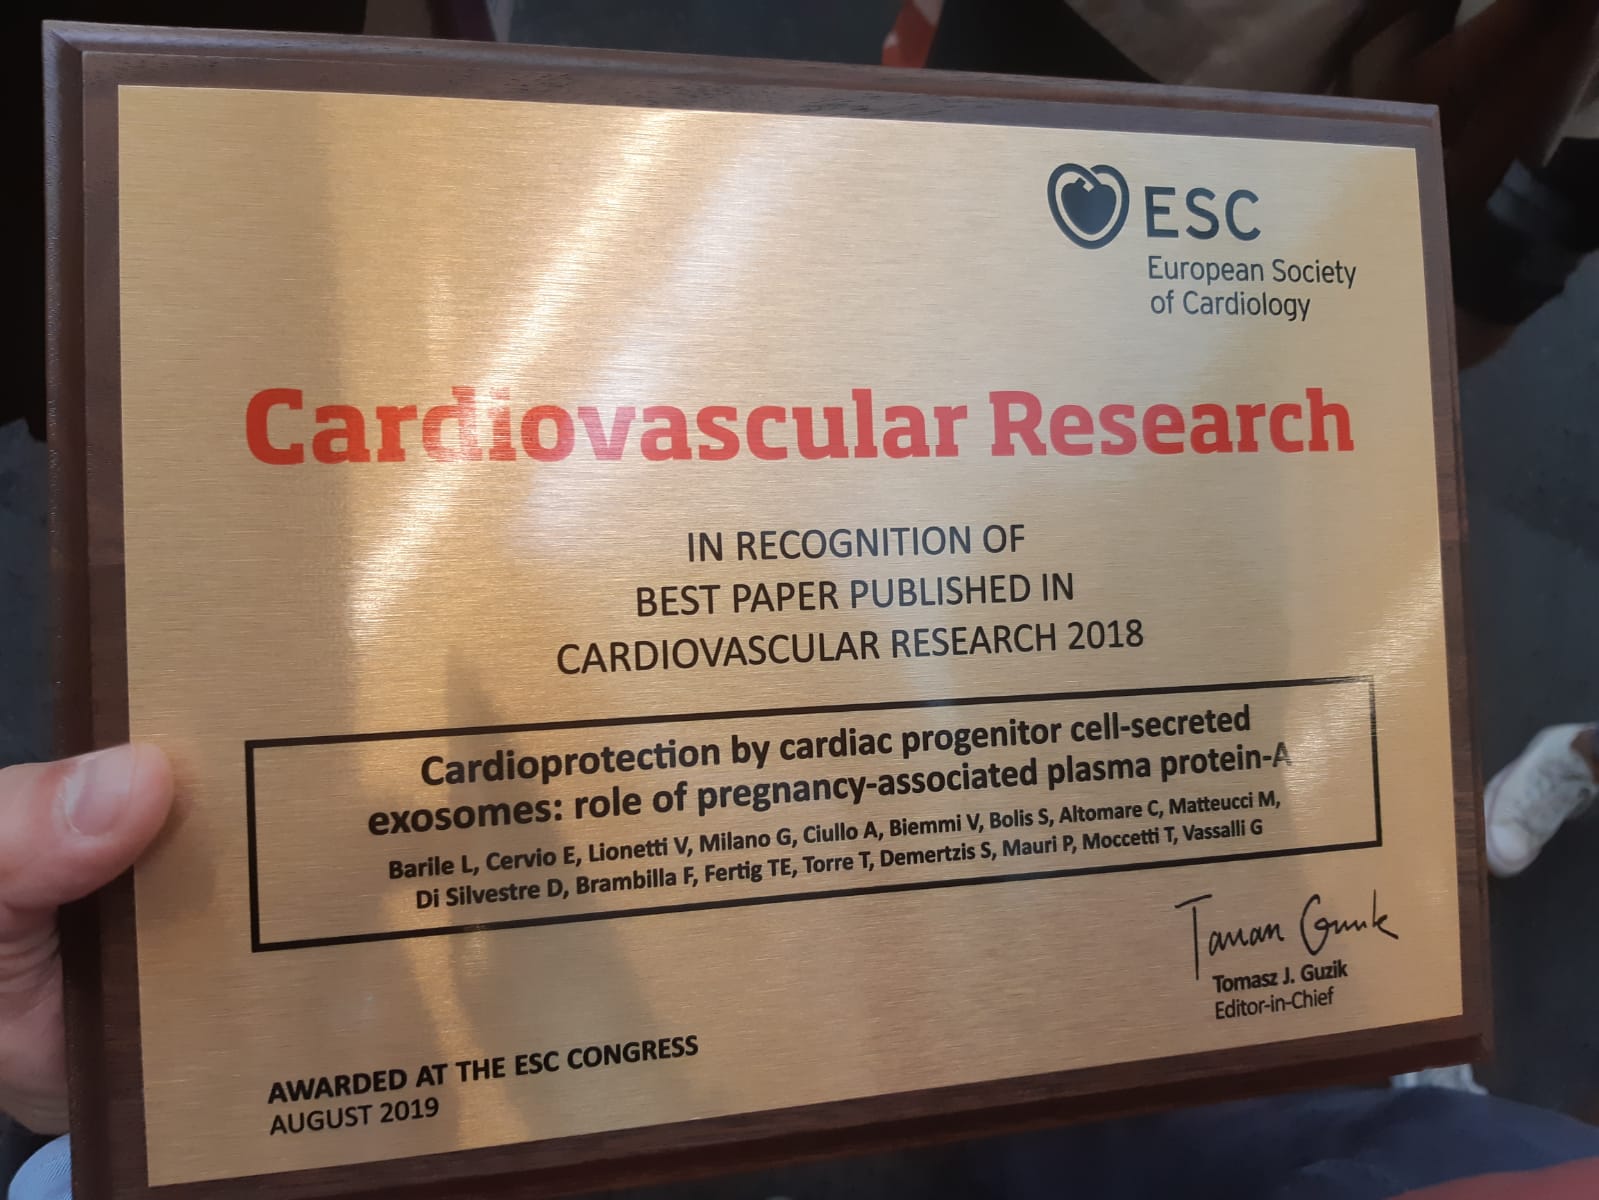 ESC
European Society
of Cardiology
Cardiovascular Research
IN RECOGNITION OF
BEST PAPER PUBLISHED IN
CARDIOVASCULAR RESEARCH 2018
Cardioprotection by cardiac progenitor cell-secreted
exosomes: role of pregnancy-associated plasma protein-A
Barile L, Cervio E, Lionetti V, Milano G, Ciullo A, Biemmi V, Bolis S, Altomare C, Matteucci M,
Di Silvestre D, Brambilla F, Fertig TE, Torre T, Demertzis S, Mauri P, Moccetti T, Vassalli G
Tomasz J. Guzik
Editor-in-Chief
AWARDED AT THE ESC CONGRESS
AUGUST 2019